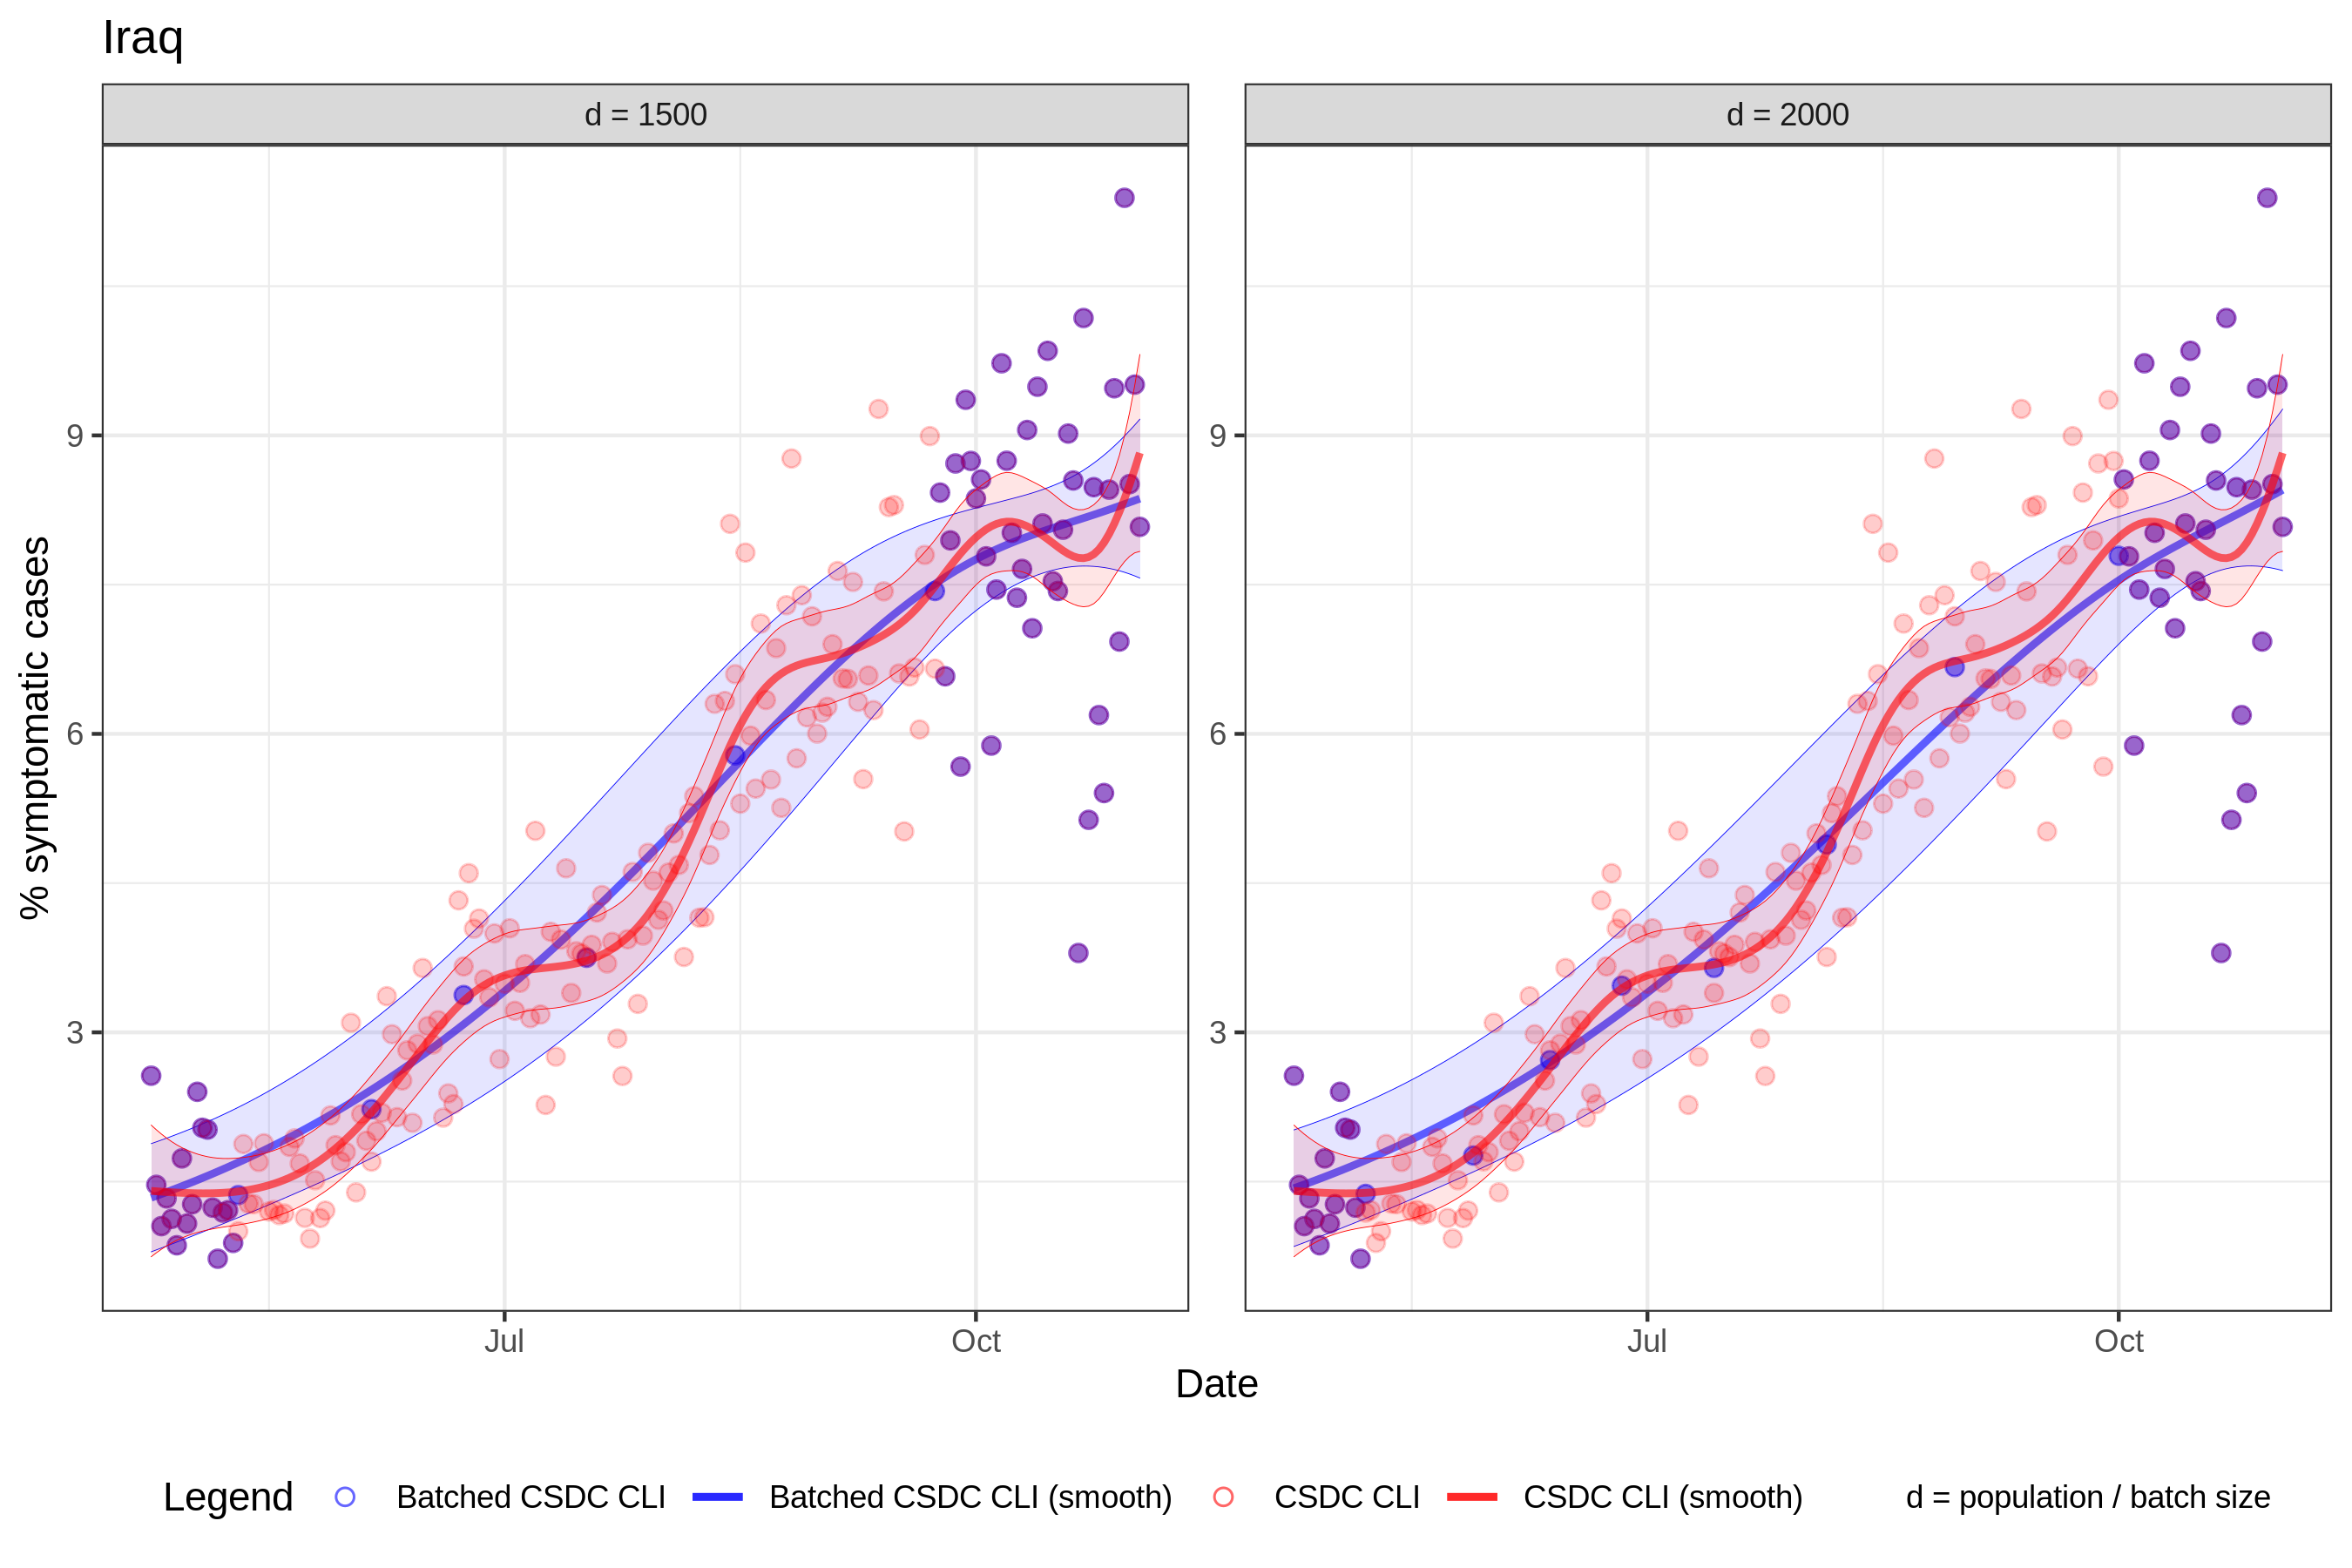 Iraq
d = 1500
d = 2000
% symptomatic cases
9
6
3
9
6
3
Jul
Oct
Jul
Oct
Date
Legend
Batched CSDC CLI
Batched CSDC CLI (smooth)
CSDC CLI
CSDC CLI (smooth)
d = population / batch size